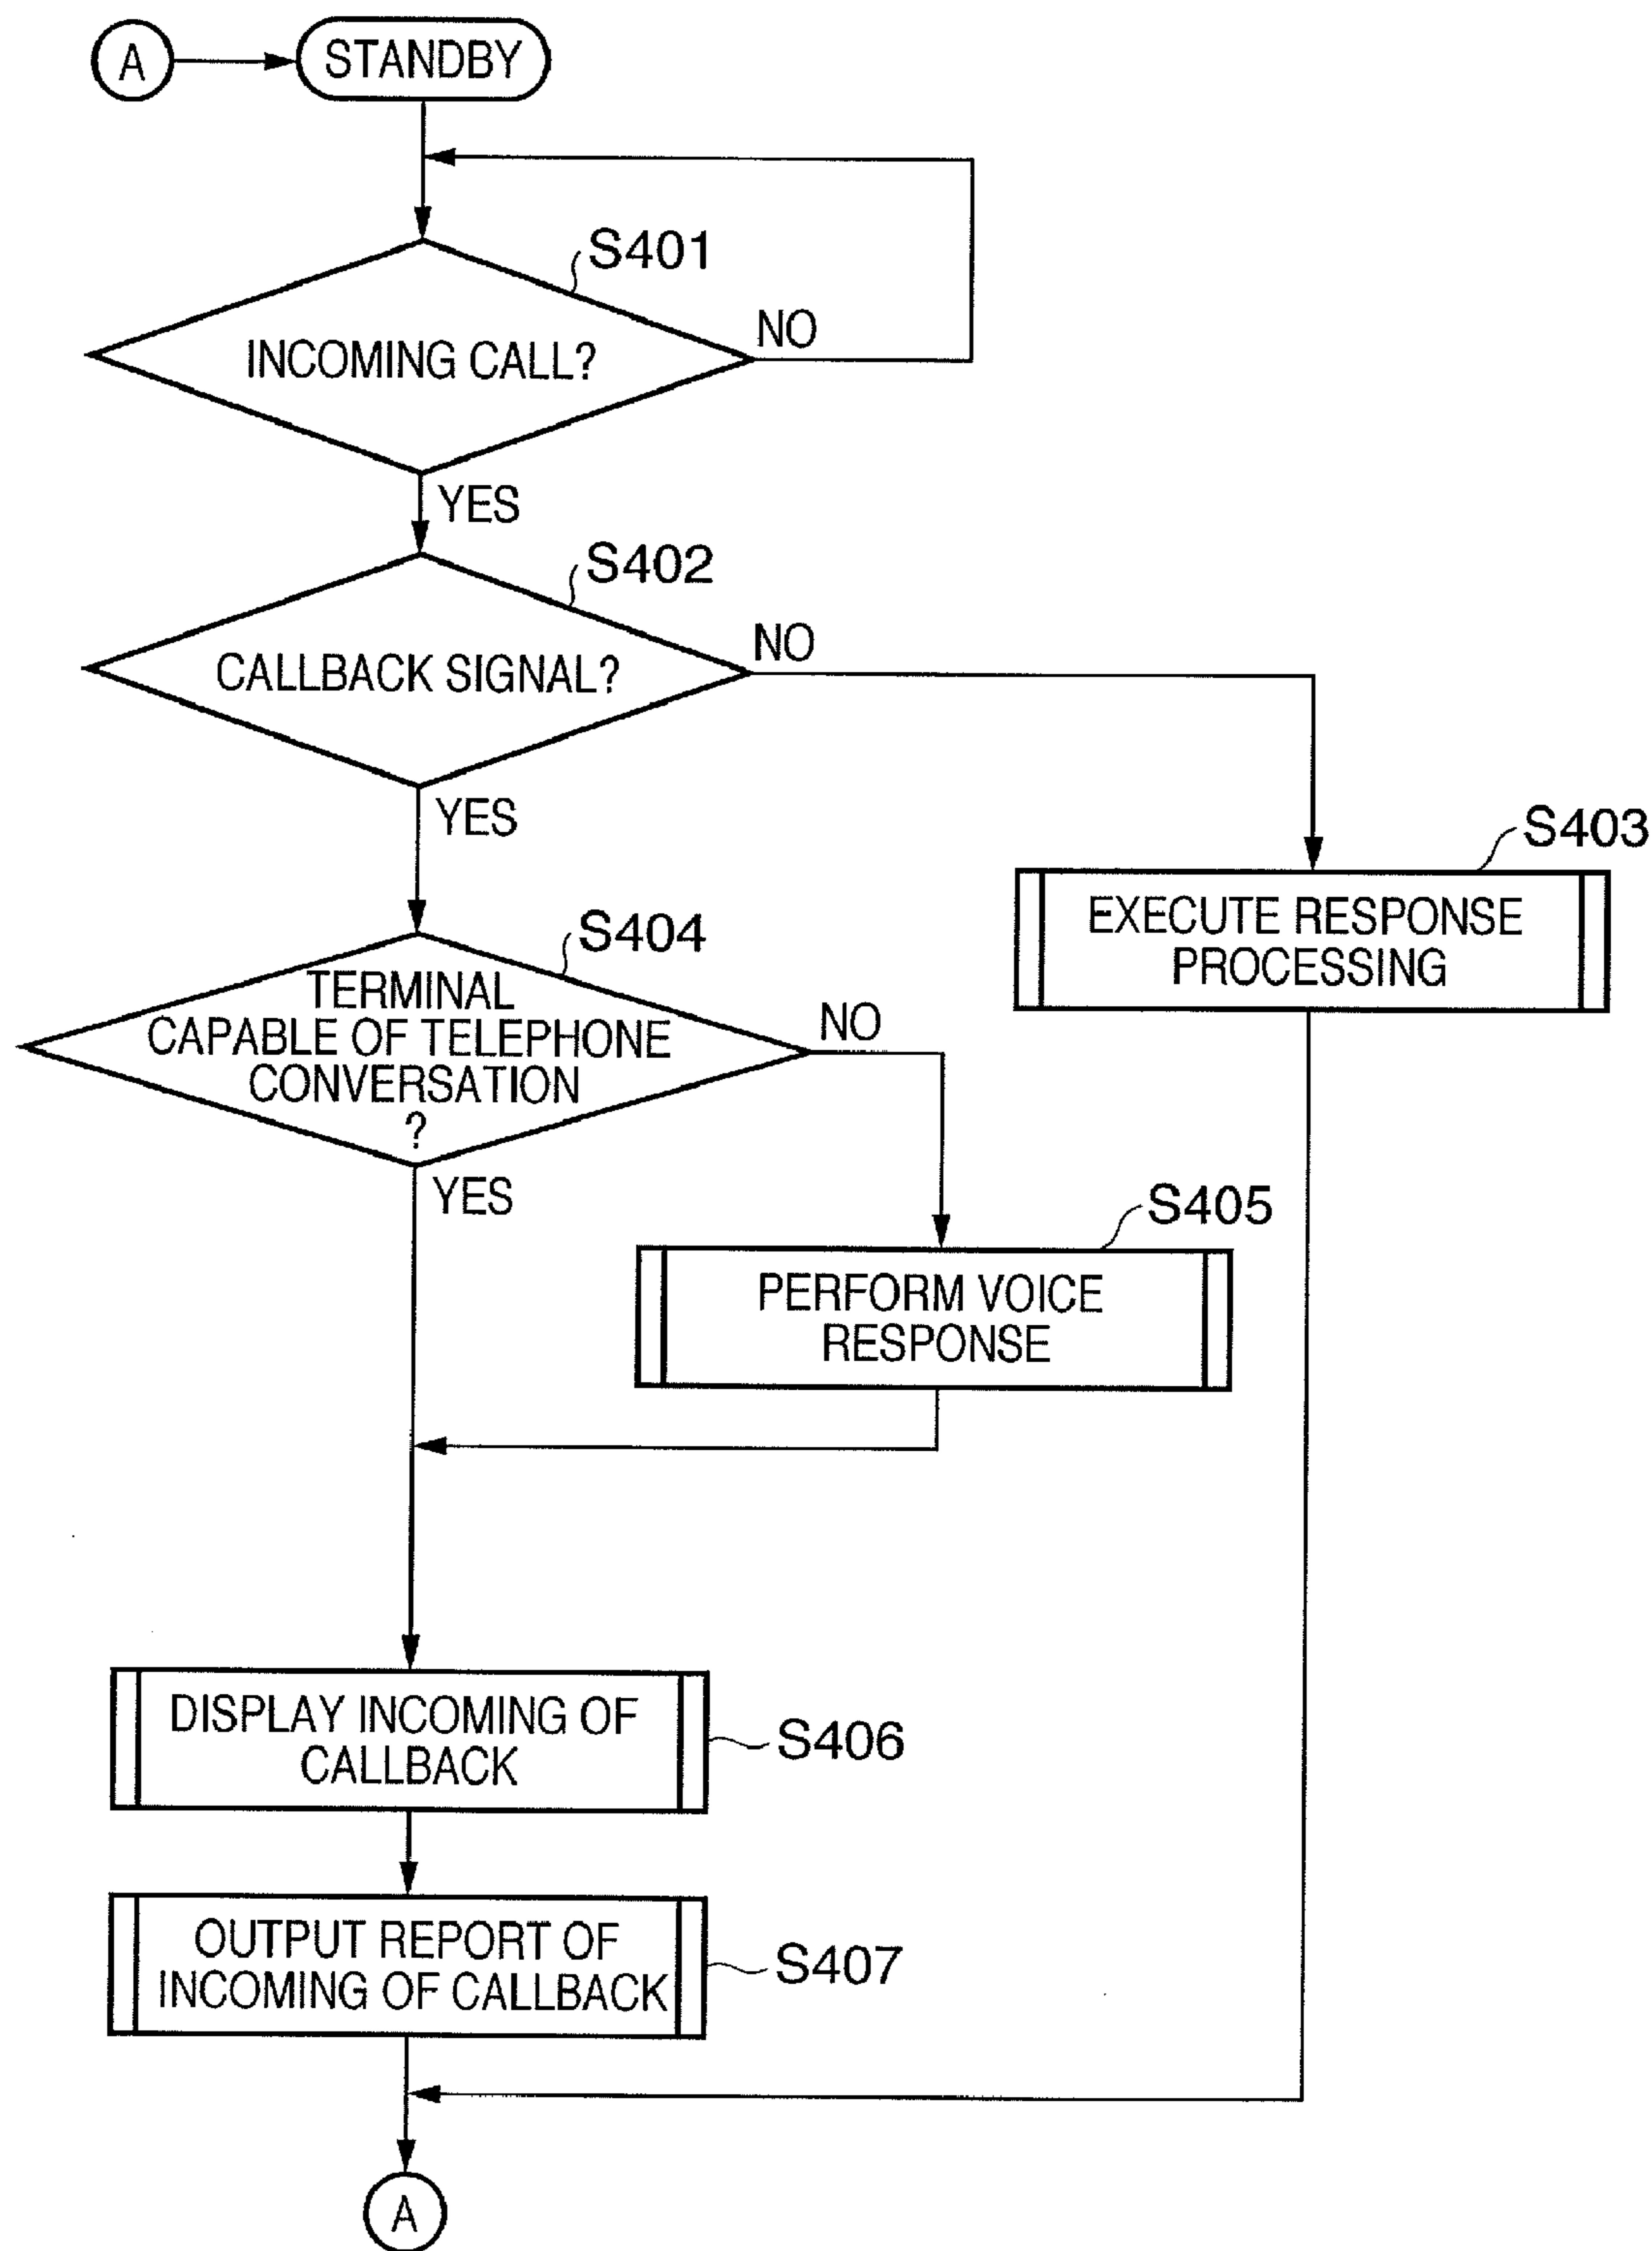 A
STANDBY
S401
INCOMING CALL?
NO
YES
S402
CALLBACK SIGNAL?
NO
YES
S403
EXECUTE RESPONSE
PROCESSING
S404
TERMINAL
CAPABLE OF TELEPHONE
CONVERSATION
?
NO
YES
S405
PERFORM VOICE
RESPONSE
DISPLAY INCOMING OF
CALLBACK
S406
OUTPUT REPORT OF
INCOMING OF CALLBACK
S407
A